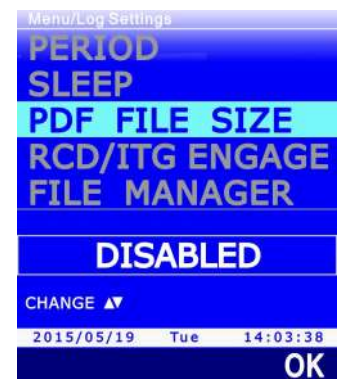 Menu/Log Settings
PERIOD
SLEEP
PDF FILE SIZE
RCD/ITG ENGAGE
FILE MANAGER
DISABLED
CHANGE ▲▼
2015/05/19 Tue 14:03:38
OK